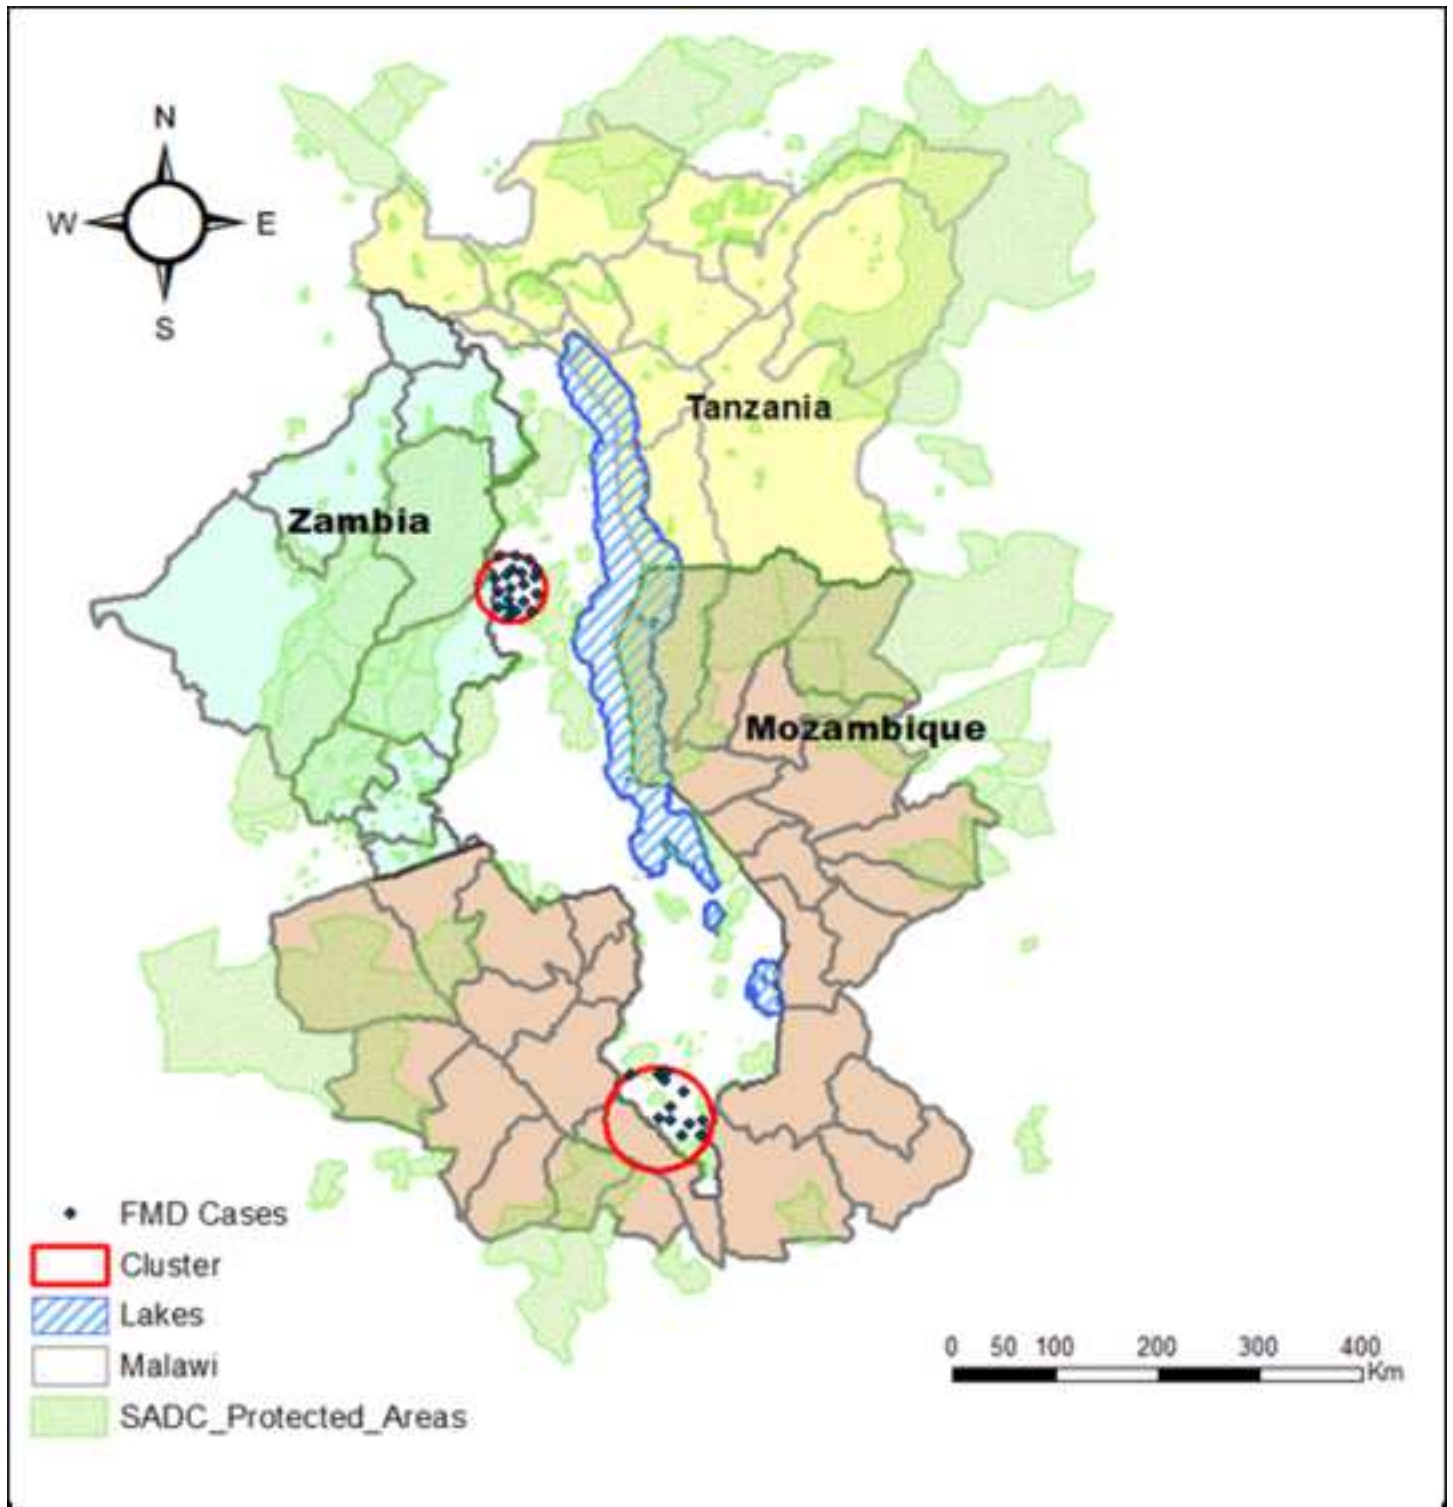 N
W E
S
Tanzania
Zambia
Mozambique
FMD Cases
Cluster
Lakes
Malawi
SADC_Protected_Areas
0 50 100 200 300 400
Km